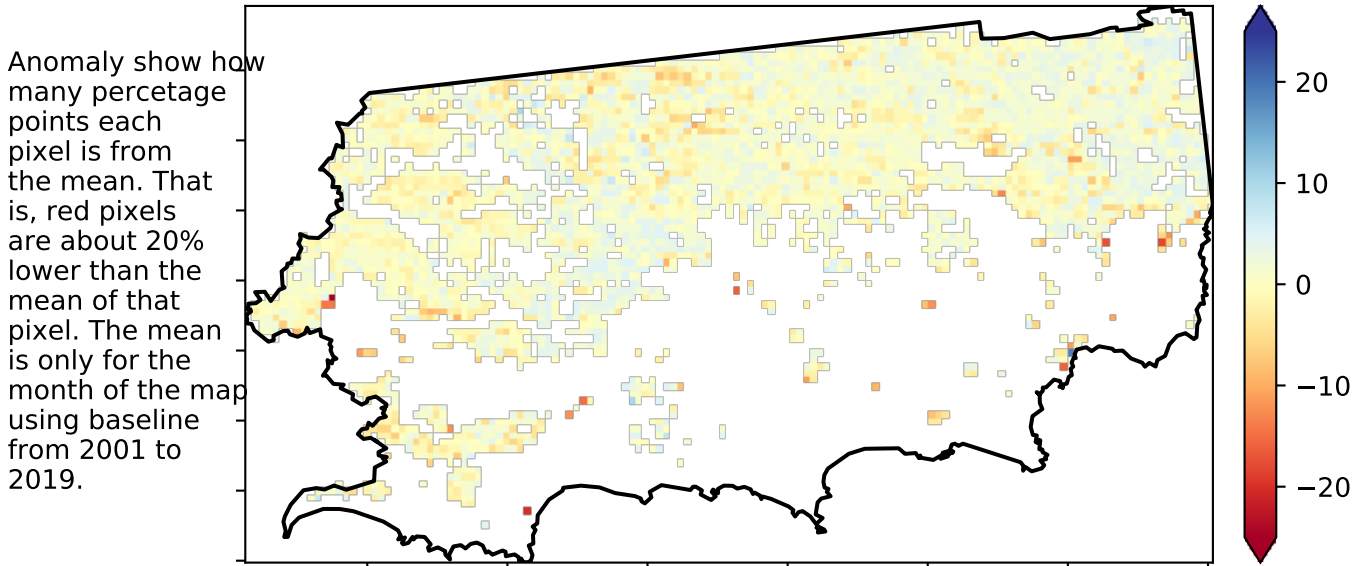 Anomaly show how
many percetage
points each
pixel is from
the mean. That
is, red pixels
are about 20%
lower than the
mean of that
pixel. The mean
is only for the
month of the map
using baseline
from 2001 to
2019.
20
10
0
−10
−20